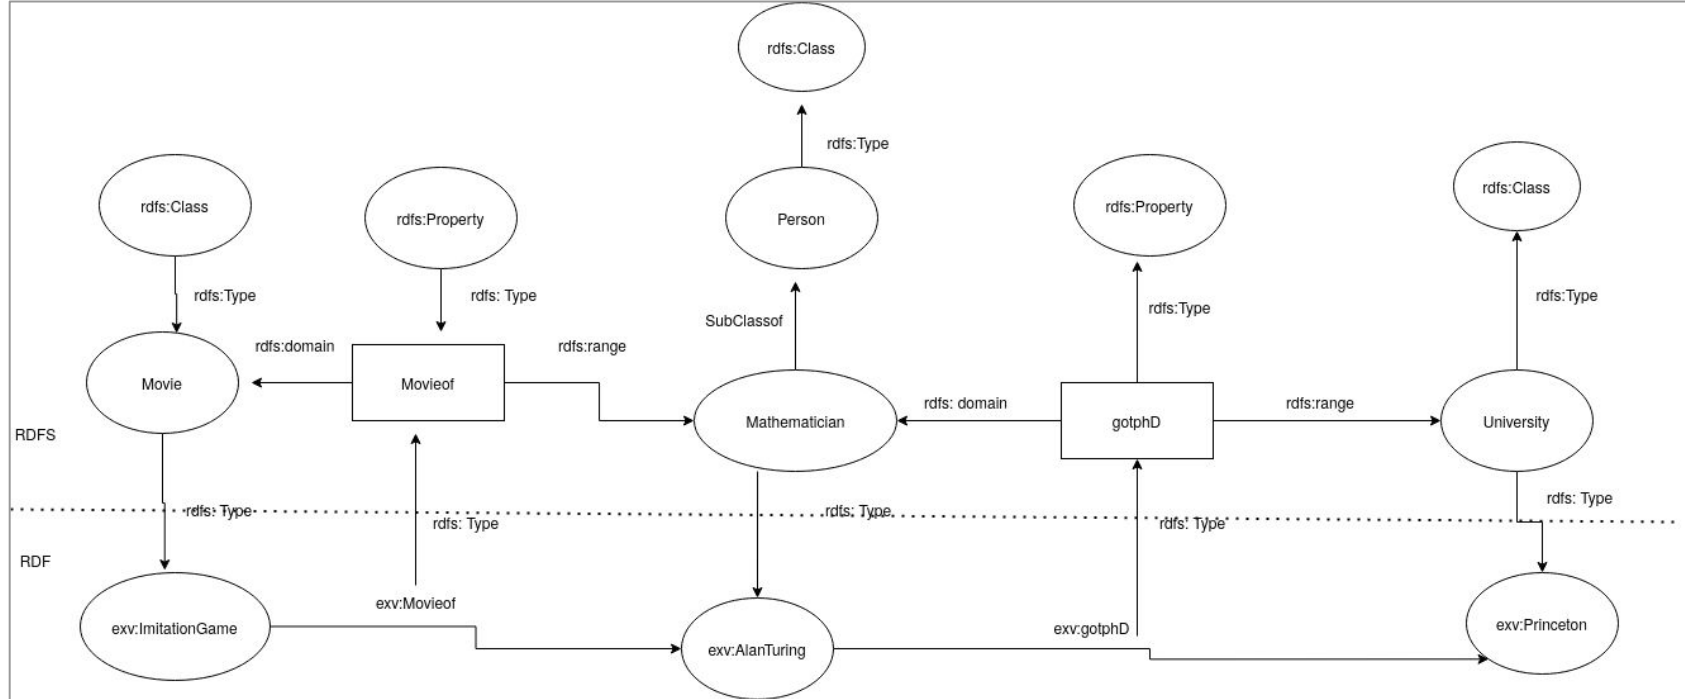 rdfs:Class
rdfs:Type
rdfs:Class
rdfs:Property
Person
rdfs:Property
rdfs:Class
rdfs:Type
rdfs: Type
SubClassof
rdfs:Type
rdfs:Type
rdfs:domain
rdfs:range
Movie
Movieof
Mathematician
rdfs: domain
gotphD
rdfs:range
University
RDFS
rdfs: Type
rdfs: Type
rdfs: Type
rdfs: Type
rdfs: Type
RDF
exv:Movieof
exv:ImitationGame
exv:AlanTuring
exv:gotphD
exv:Princeton